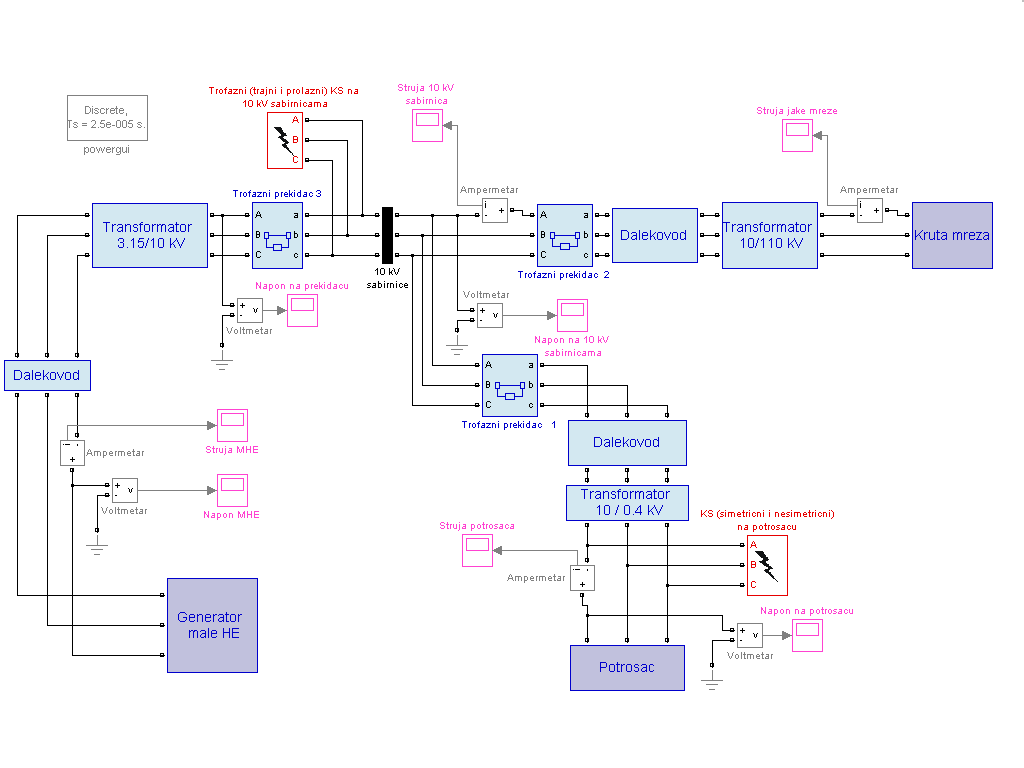 Trofazni (trajni i prolazni) KS na
10 kV sabirnicama
Struja 10 kV
sabirnica
Struja jake mreze
Discrete,
Ts = 2.5e-005 s.
powergui
A
B
C
Trofazni prekidac 3
Ampermetar
i
+
-
Ampermetar
i
+
-
Transformator
3.15/10 kV
A
B
C
a
b
c
A
B
C
a
b
c
Dalekovod
Transformator
10/110 kV
Kruta mreza
10 kV
sabirnice
Trofazni prekidac 2
Napon na prekidacu
+
-
v
Voltmetar
Voltmetar
+
-
v
Napon na 10 kV
sabirnicama
Dalekovod
A
B
C
a
b
c
Trofazni prekidac 1
Struja MHE
Ampermetar
i
-
+
Dalekovod
+
-
v
Voltmetar
Napon MHE
Transformator
10 / 0.4 kV
KS (simetricni i nesimetricni)
na potrosacu
Struja potrosaca
A
B
C
Ampermetar
i
-
+
Generator
male HE
Napon na potrosacu
+
-
v
Voltmetar
Potrosac